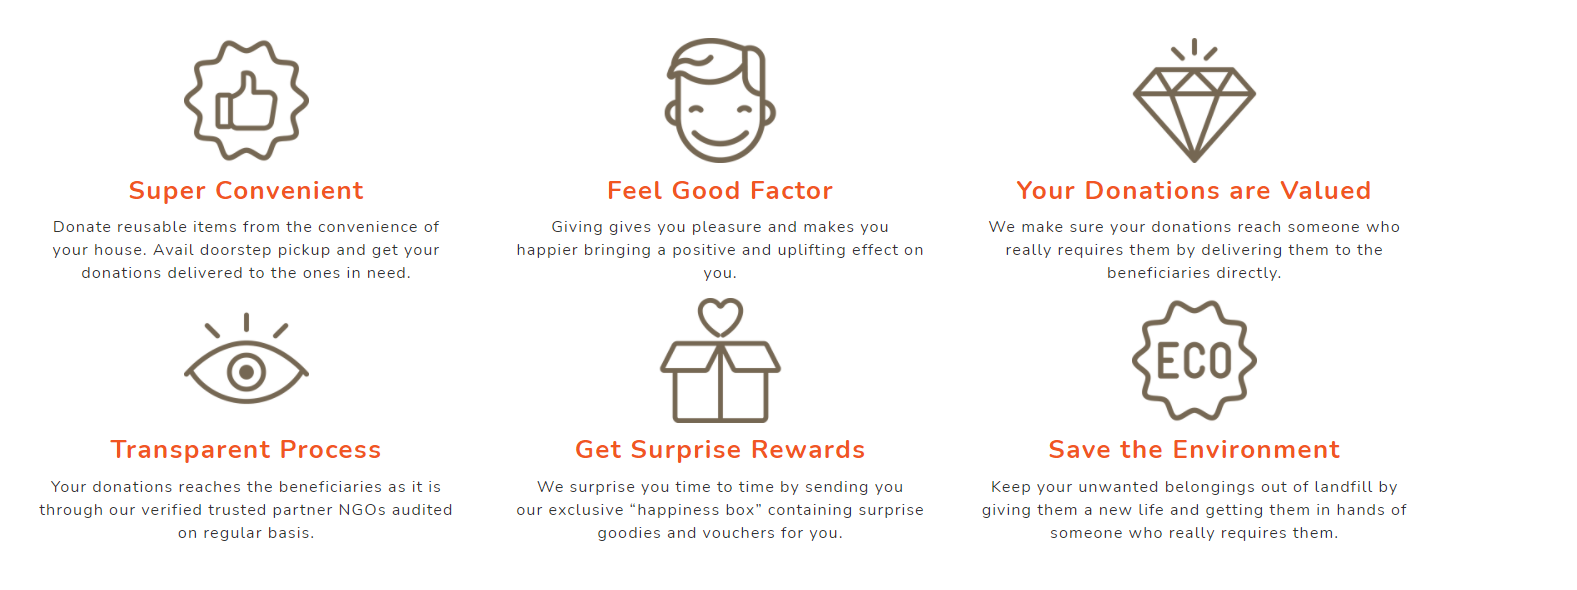 Super Convenient
Donate reusable items from the convenience of
your house. Avail doorstep pickup and get your
donations delivered to the ones in need.
Feel Good Factor
Giving gives you pleasure and makes you
happier bringing a positive and uplifting effect on
you.
Your Donations are Valued
We make sure your donations reach someone who
really requires them by delivering them to the
beneficiaries directly.
Transparent Process
Your donations reaches the beneficiaries as it is
through our verified trusted partner NGOs audited
on regular basis.
Get Surprise Rewards
We surprise you time to time by sending you
our exclusive “happiness box” containing surprise
goodies and vouchers for you.
ECO
Save the Environment
Keep your unwanted belongings out of landfill by
giving them a new life and getting them in hands of
someone who really requires them.